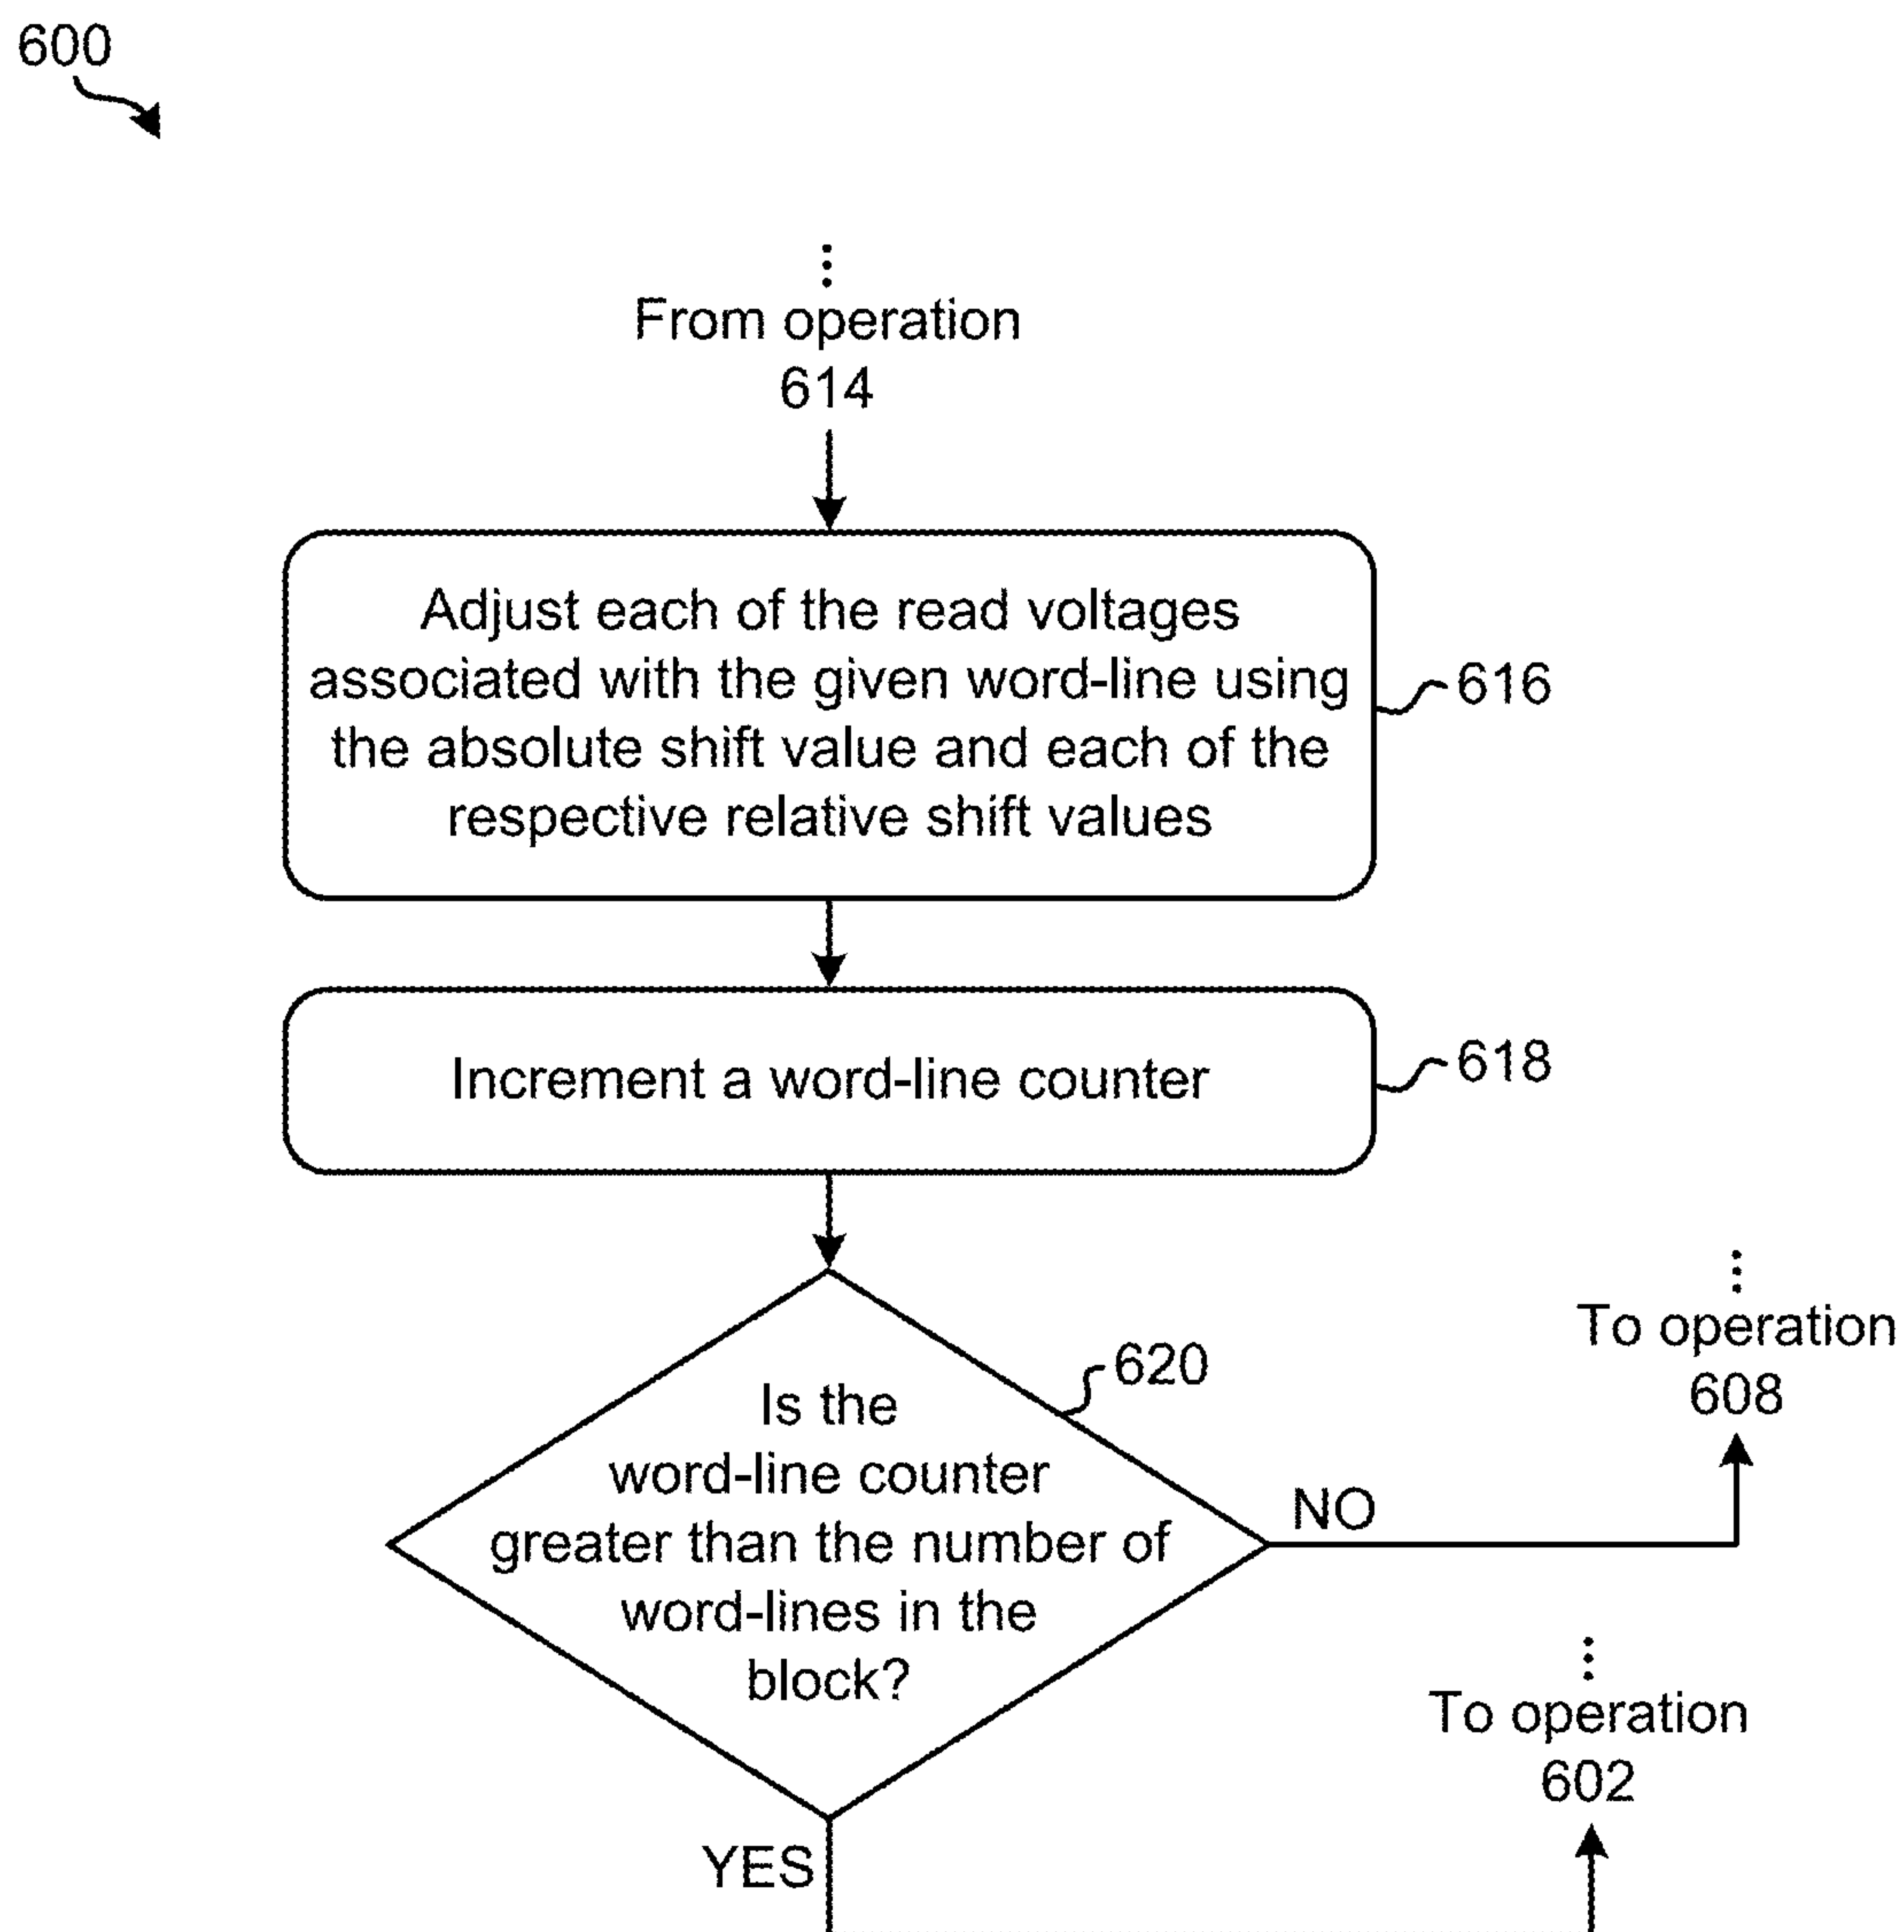 600
From operation
614
Adjust each of the read voltages
associated with the given word-line using
the absolute shift value and each of the
respective relative shift values
616
Increment a word-line counter
618
620
Is the
word-line counter
greater than the number of
word-lines in the
block?
NO
To operation
608
YES
To operation
602